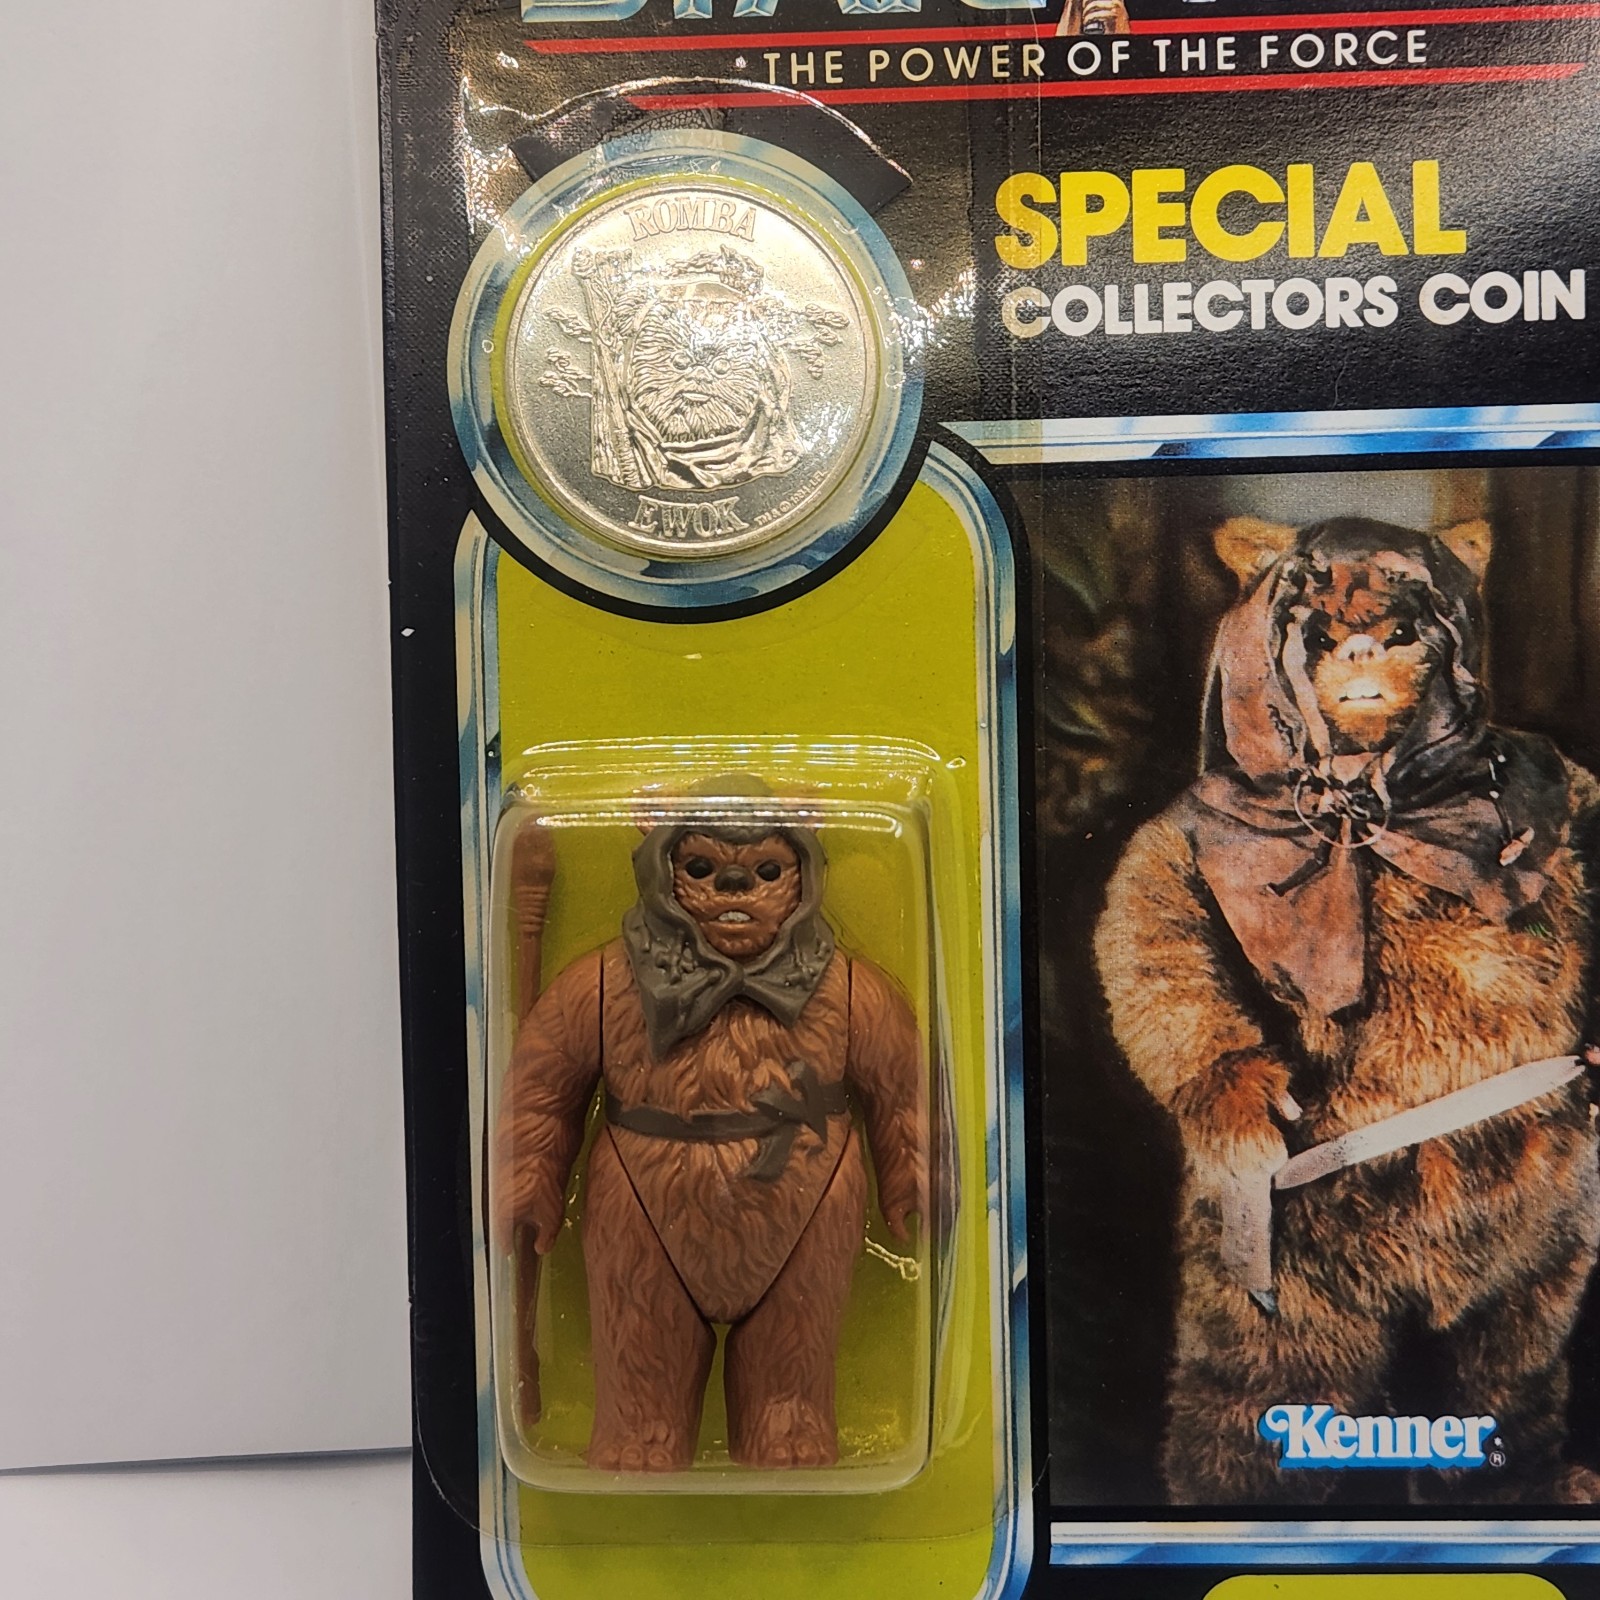 THE POWER OF THE FORCE
ROMBA
SPECIAL
COLLECTORS COIN
EWOK
Kenner
®